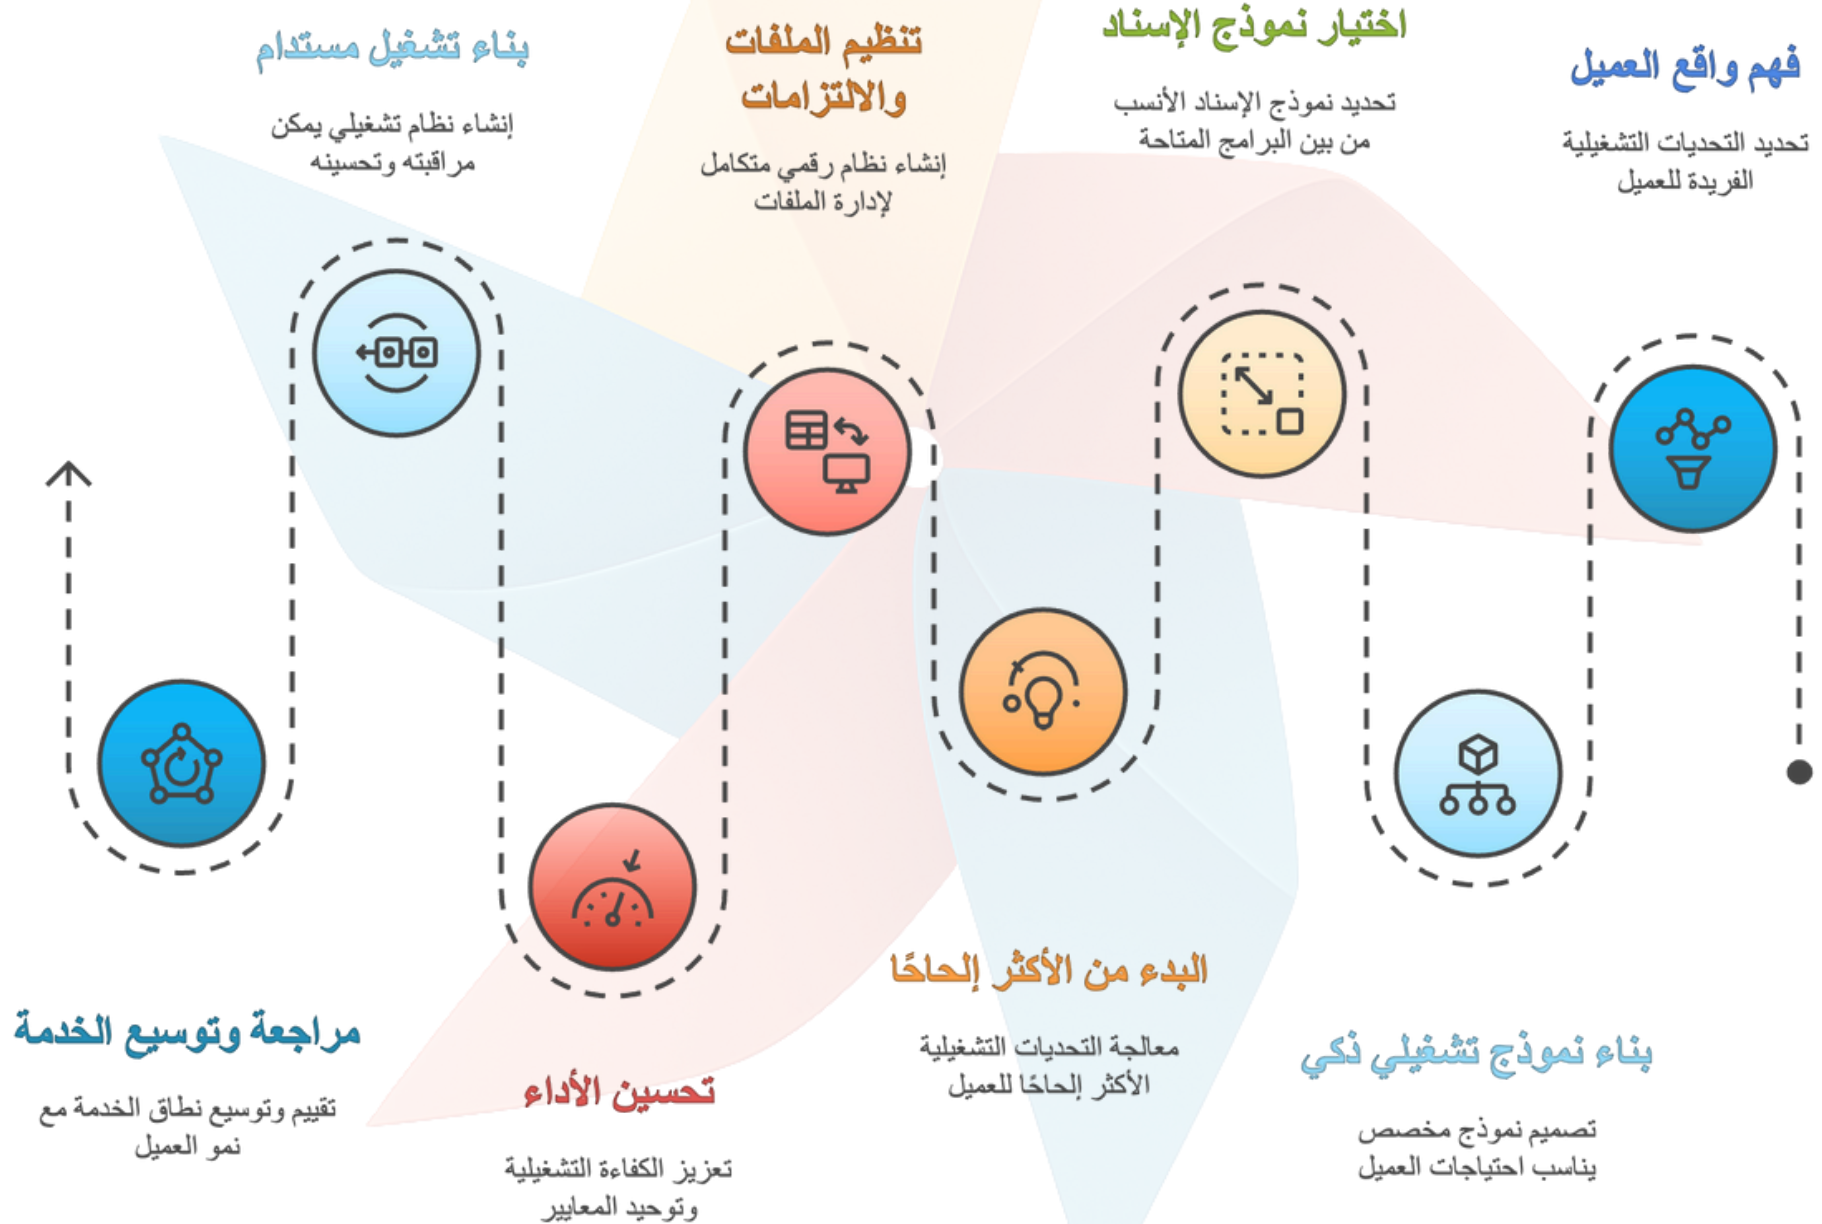 فهم واقع العميل
تحديد التحديات التشغيلية
الفريدة للعميل
بناء نموذج تشغيلي ذكي
تصميم نموذج مخصص
يناسب احتياجات العميل
اختيار نموذج الإسناد
تحديد نموذج الإسناد الأنسب
من بين البرامج المتاحة
البدء من الأكثر إلحاحًا
معالجة التحديات التشغيلية
الأكثر إلحاحًا للعميل
تنظيم الملفات
والالتزامات
إنشاء نظام رقمي متكامل
لإدارة الملفات
تحسين الأداء
تعزيز الكفاءة التشغيلية
وتوحيد المعايير
بناء تشغيل مستدام
إنشاء نظام تشغيلي يمكن
مراقبته وتحسينه
مراجعة وتوسيع الخدمة
تقييم وتوسيع نطاق الخدمة مع
نمو العميل